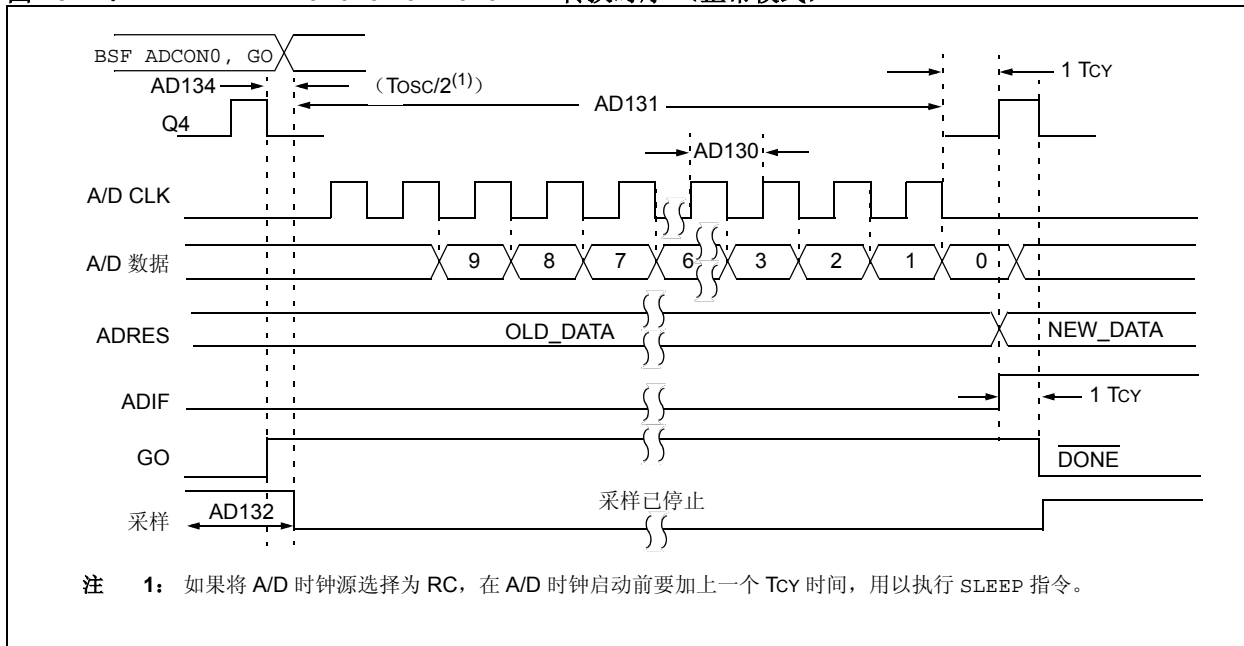 BSF ADCON0, GO
AD134
（TOSC/2(1)）
AD131
1 TCY
Q4
AD130
A/D CLK
A/D 数据
9 8 7 6 3 2 1 0
ADRES
OLD_DATA
NEW_DATA
ADIF
1 TCY
GO
DONE
采样已停止
采样
AD132
注 1： 如果将 A/D 时钟源选择为 RC，在 A/D 时钟启动前要加上一个 TCY 时间，用以执行 SLEEP 指令。